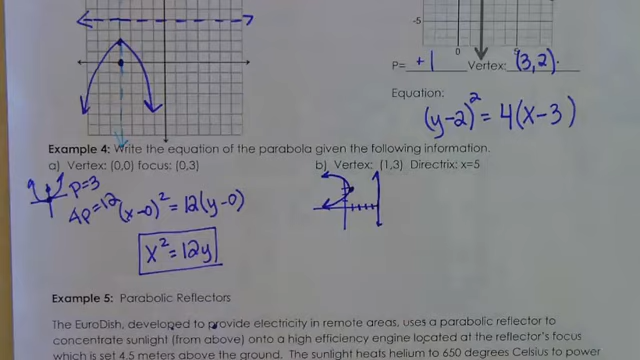 -5
0
5
P= +1 Vertex: (3,2)
Equation:
(y-2)² = 4(x-3)
Example 4: Write the equation of the parabola given the following information.
a) Vertex: (0,0) focus: (0,3)
b) Vertex: (1,3) Directrix: x=5
P=3
4P=12
(x-0)² = 12(y-0)
x² = 12y
Example 5: Parabolic Reflectors
The EuroDish, developed to provide electricity in remote areas, uses a parabolic reflector to
concentrate sunlight (from above) onto a high efficiency engine located at the reflector's focus
which is set 4.5 meters above the ground. The sunlight heats helium to 650 degrees Celsius to power